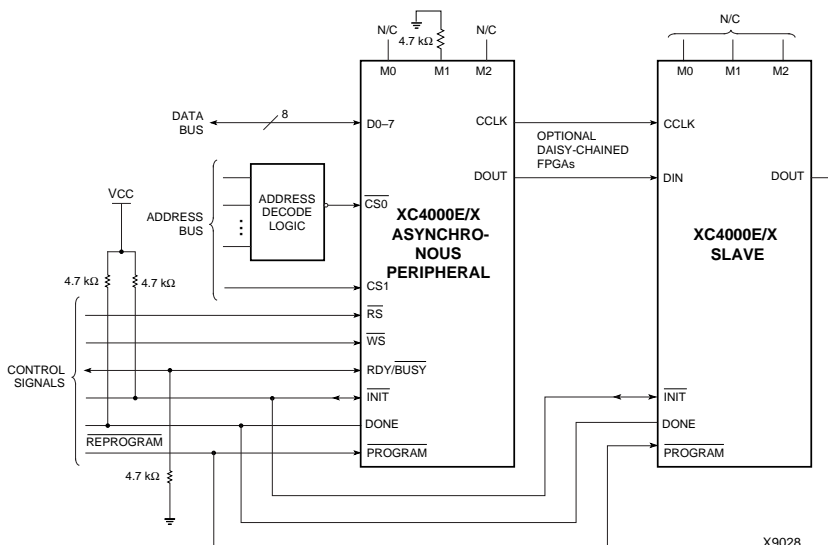 N/C
4.7 kΩ
N/C
N/C
M0
M1
M2
M0
M1
M2
DATA
BUS
8
D0–7
CCLK
CCLK
OPTIONAL
DAISY-CHAINED
FPGAs
DOUT
DIN
DOUT
ADDRESS
BUS
ADDRESS
DECODE
LOGIC
CS0
XC4000E/X
ASYNCHRO-
NOUS
PERIPHERAL
XC4000E/X
SLAVE
VCC
4.7 kΩ
4.7 kΩ
CS1
RS
WS
CONTROL
SIGNALS
RDY/BUSY
INIT
INIT
DONE
DONE
REPROGRAM
PROGRAM
PROGRAM
4.7 kΩ
X9028